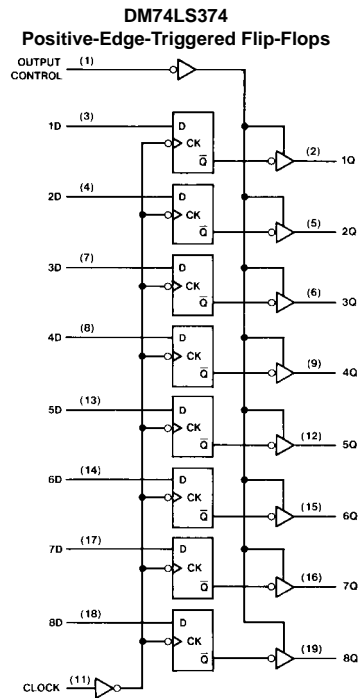 DM74LS374
Positive-Edge-Triggered Flip-Flops
OUTPUT CONTROL (1)
1D (3) D CK Q̅ (2) 1Q
2D (4) D CK Q̅ (5) 2Q
3D (7) D CK Q̅ (6) 3Q
4D (8) D CK Q̅ (9) 4Q
5D (13) D CK Q̅ (12) 5Q
6D (14) D CK Q̅ (15) 6Q
7D (17) D CK Q̅ (16) 7Q
8D (18) D CK Q̅ (19) 8Q
CLOCK (11)